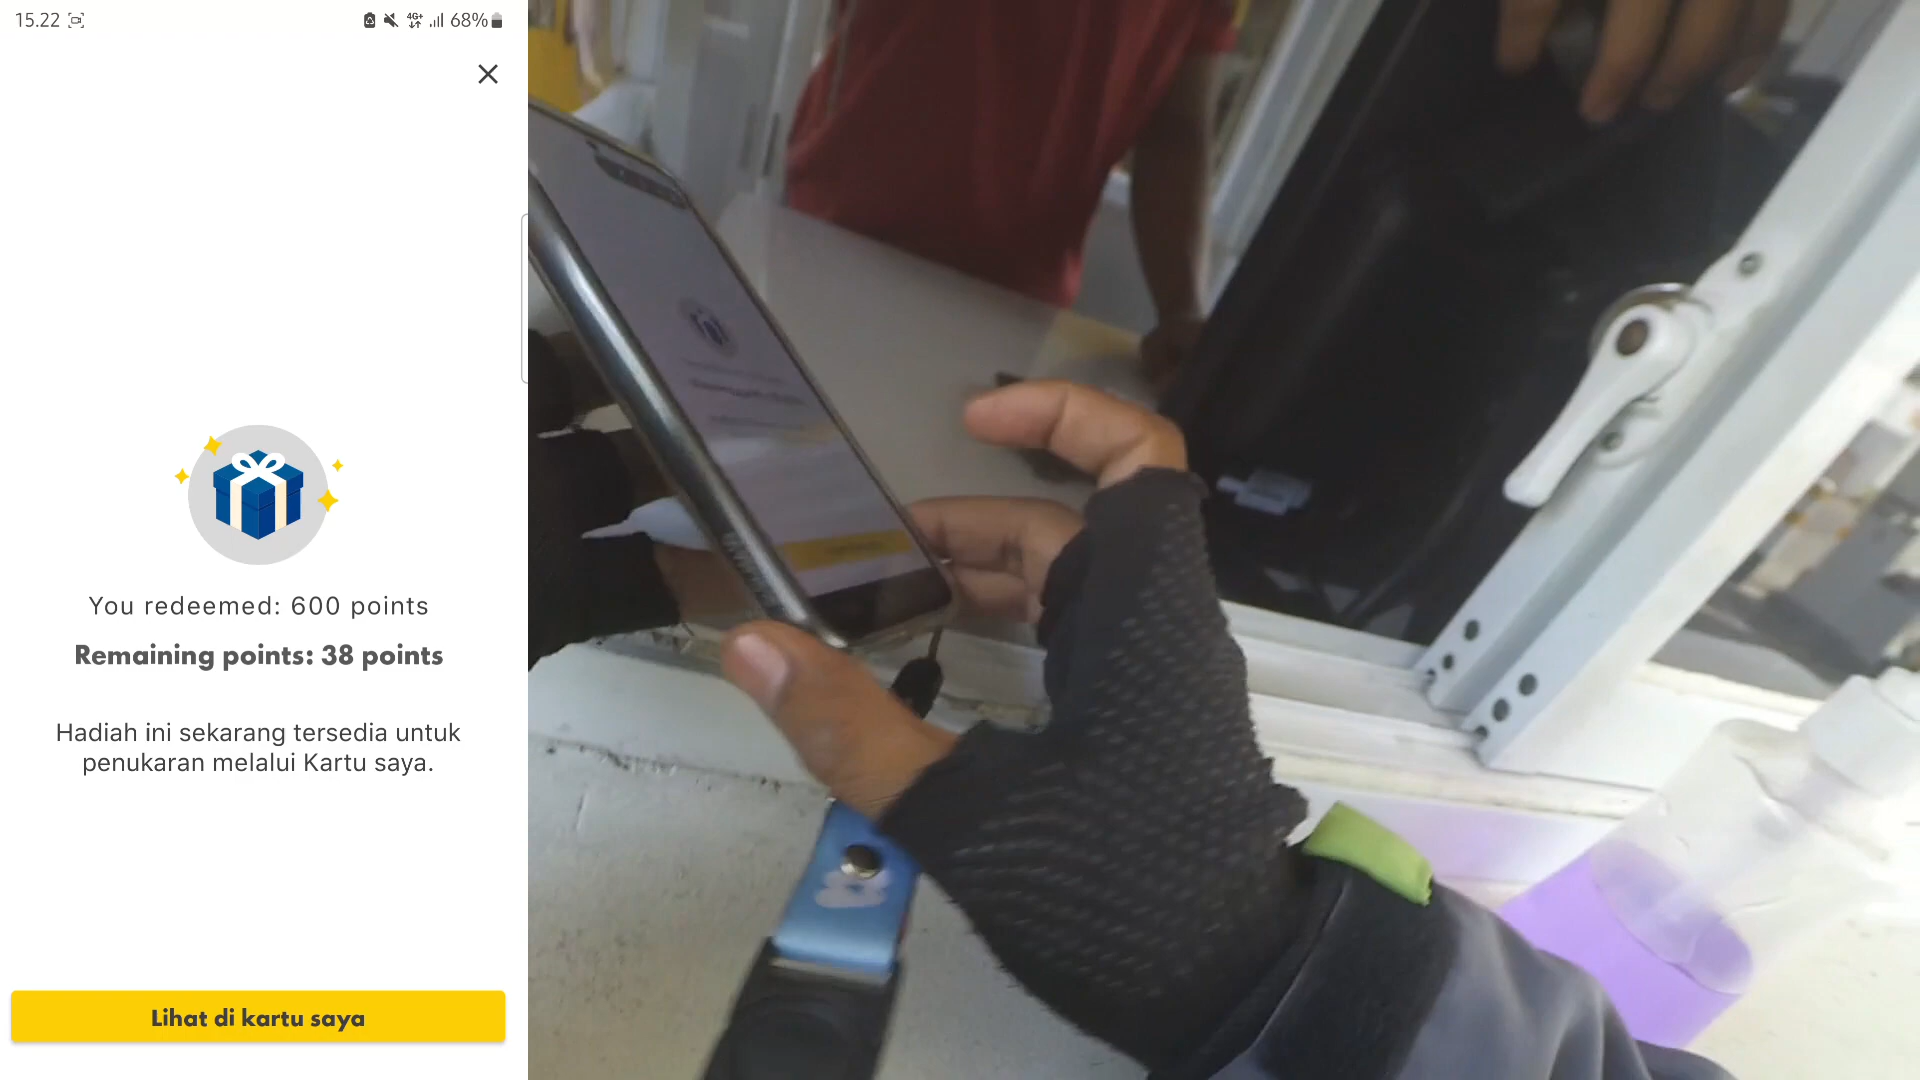 15.22
4G+ 68%
You redeemed: 600 points
Remaining points: 38 points
Hadiah ini sekarang tersedia untuk
penukaran melalui Kartu saya.
Lihat di kartu saya